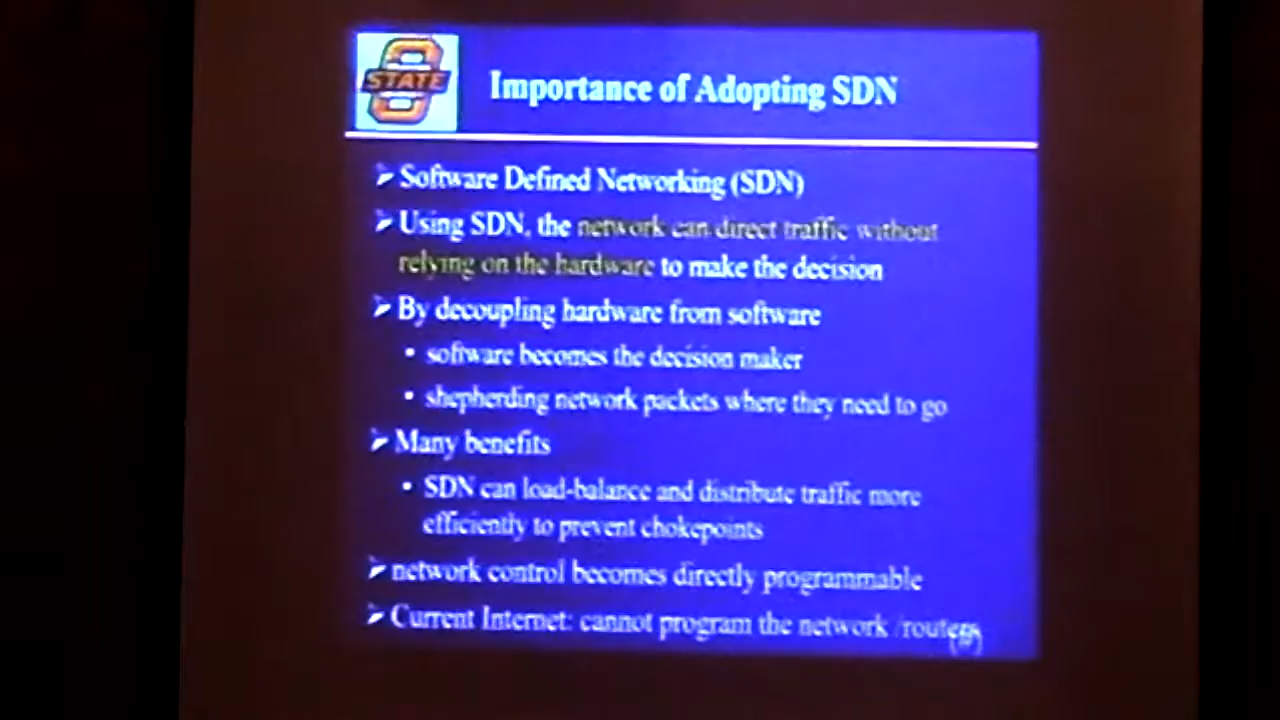 STATE
Importance of Adopting SDN
➢ Software Defined Networking (SDN)
➢ Using SDN, the network can direct traffic without
relying on the hardware to make the decision
➢ By decoupling hardware from software
• software becomes the decision maker
• shepherding network packets where they need to go
➢ Many benefits
• SDN can load-balance and distribute traffic more
efficiently to prevent chokepoints
➢ network control becomes directly programmable
➢ Current Internet: cannot program the network /routers